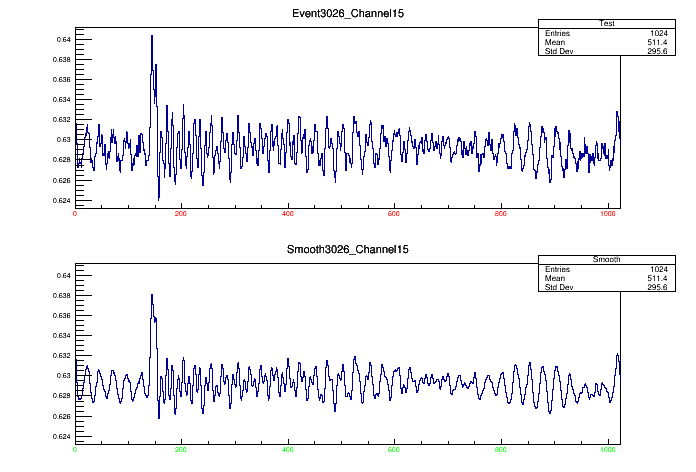 Event3026_Channel15
Test
Entries 1024
Mean 511.4
Std Dev 295.6
0.64
0.638
0.636
0.634
0.632
0.63
0.628
0.626
0.624
0 200 400 600 800 1000
Smooth3026_Channel15
Smooth
Entries 1024
Mean 511.4
Std Dev 295.6
0.64
0.638
0.636
0.634
0.632
0.63
0.628
0.626
0.624
0 200 400 600 800 1000